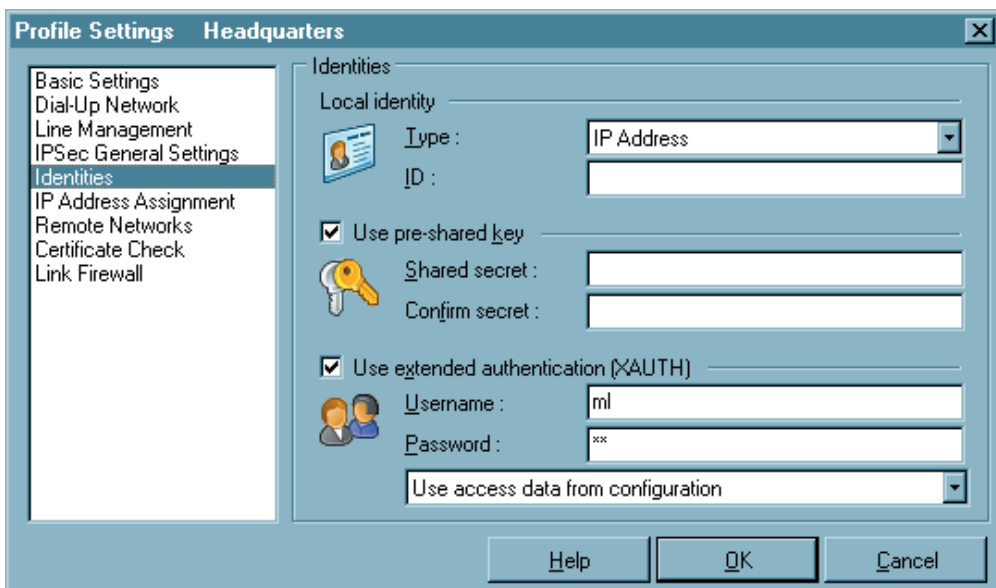 Profile Settings Headquarters
Basic Settings
Dial-Up Network
Line Management
IPSec General Settings
Identities
IP Address Assignment
Remote Networks
Certificate Check
Link Firewall
Identities
Local identity
Type : IP Address
ID :
Use pre-shared key
Shared secret :
Confirm secret :
Use extended authentication (XAUTH)
Username : ml
Password : **
Use access data from configuration
Help OK Cancel